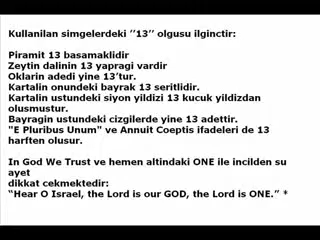 Kullanilan simgelerdeki ‘’13’’ olgusu ilginctir:
Piramit 13 basamaklidir
Zeytin dalinin 13 yapragi vardir
Oklarin adedi yine 13’tur.
Kartalin onundeki bayrak 13 seritlidir.
Kartalin ustundeki siyon yildizi 13 kucuk yildizdan
olusmustur.
Bayragin ustundeki cizgilerde yine 13 adettir.
"E Pluribus Unum" ve Annuit Coeptis ifadeleri de 13
harften olusur.
In God We Trust ve hemen altindaki ONE ile incilden su
ayet
dikkat cekmektedir:
“Hear O Israel, the Lord is our GOD, the Lord is ONE.” *